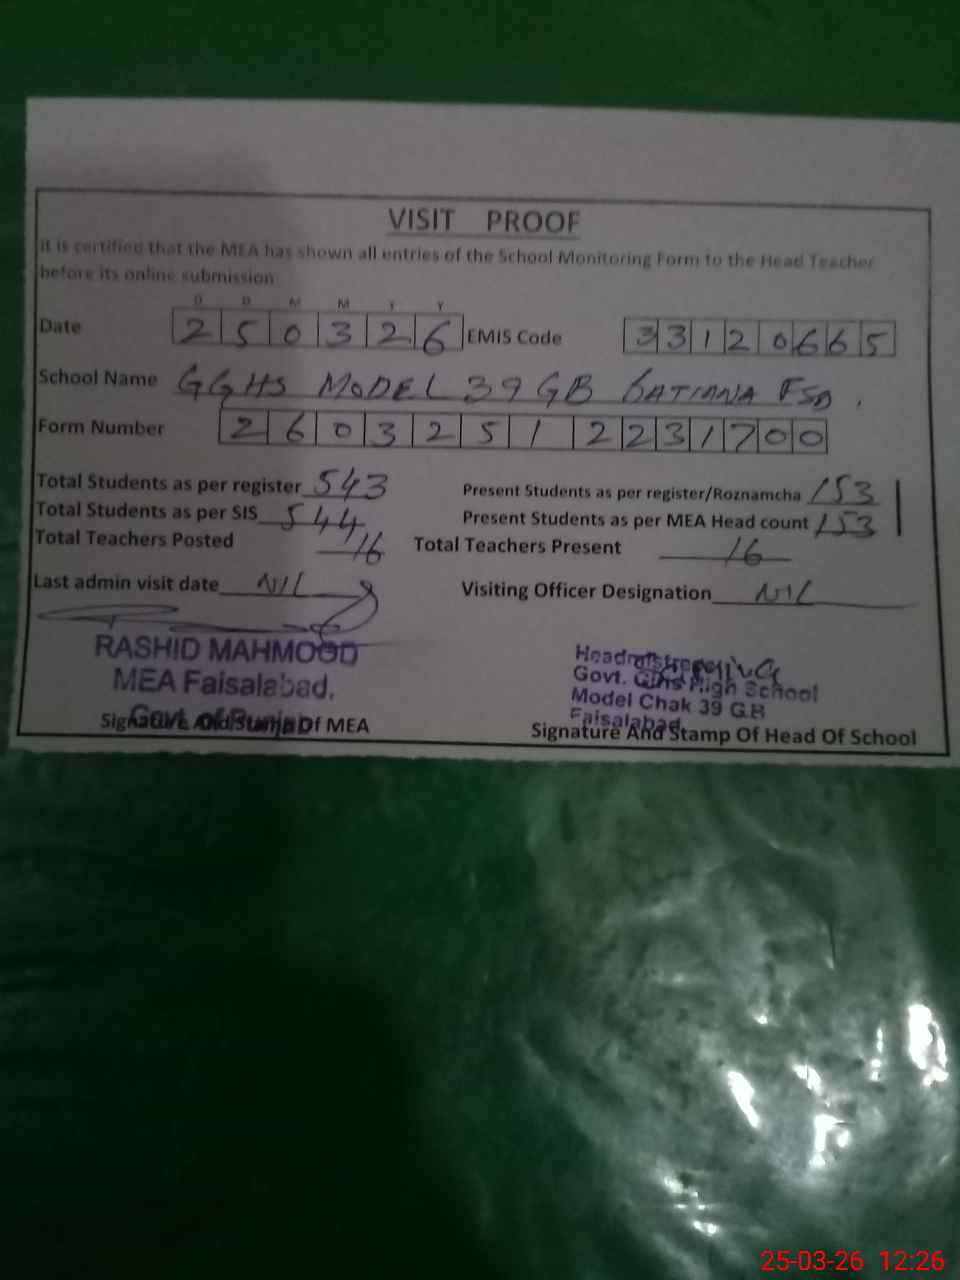 VISIT PROOF
It is certified that the MEA has shown all entries of the School Monitoring Form to the Head Teacher
before its online submission
D D M M Y Y
Date 2 5 0 3 2 6 EMIS Code 3 3 1 2 0 6 6 5
School Name GGHS MODEL 39 GB BATIANA FSD.
Form Number 2 6 0 3 2 5 1 2 2 3 1 7 0 0
Total Students as per register 543 Present Students as per register/Roznamcha 153
Total Students as per SIS 544 Present Students as per MEA Head count 153
Total Teachers Posted 16 Total Teachers Present 16
Last admin visit date NIL Visiting Officer Designation NIL
RASHID MAHMOOD
MEA Faisalabad,
Govt. of Punjab
Signature And Stamp Of MEA
Headmistress
Govt. Girls High School
Model Chak 39 G.B
Faisalabad
Signature And Stamp Of Head Of School
25-03-26 12:26